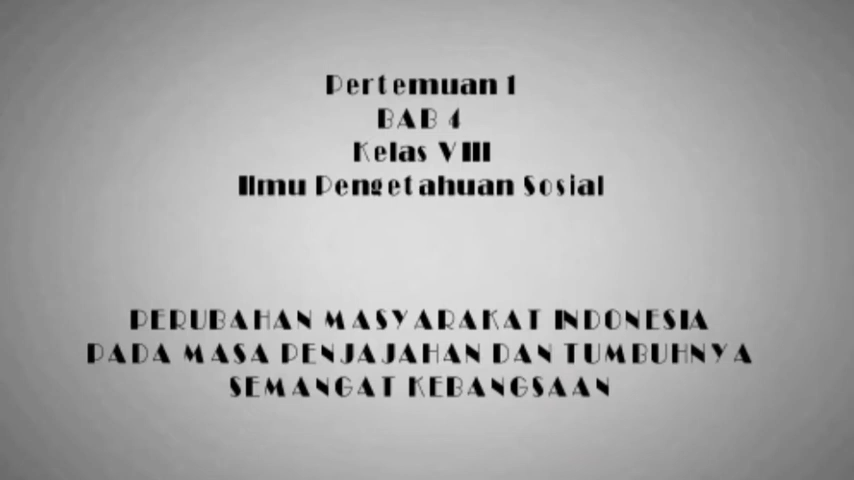 Pertemuan 1
BAB 4
Kelas VIII
Ilmu Pengetahuan Sosial
PERUBAHAN MASYARAKAT INDONESIA
PADA MASA PENJAJAHAN DAN TUMBUHNYA
SEMANGAT KEBANGSAAN